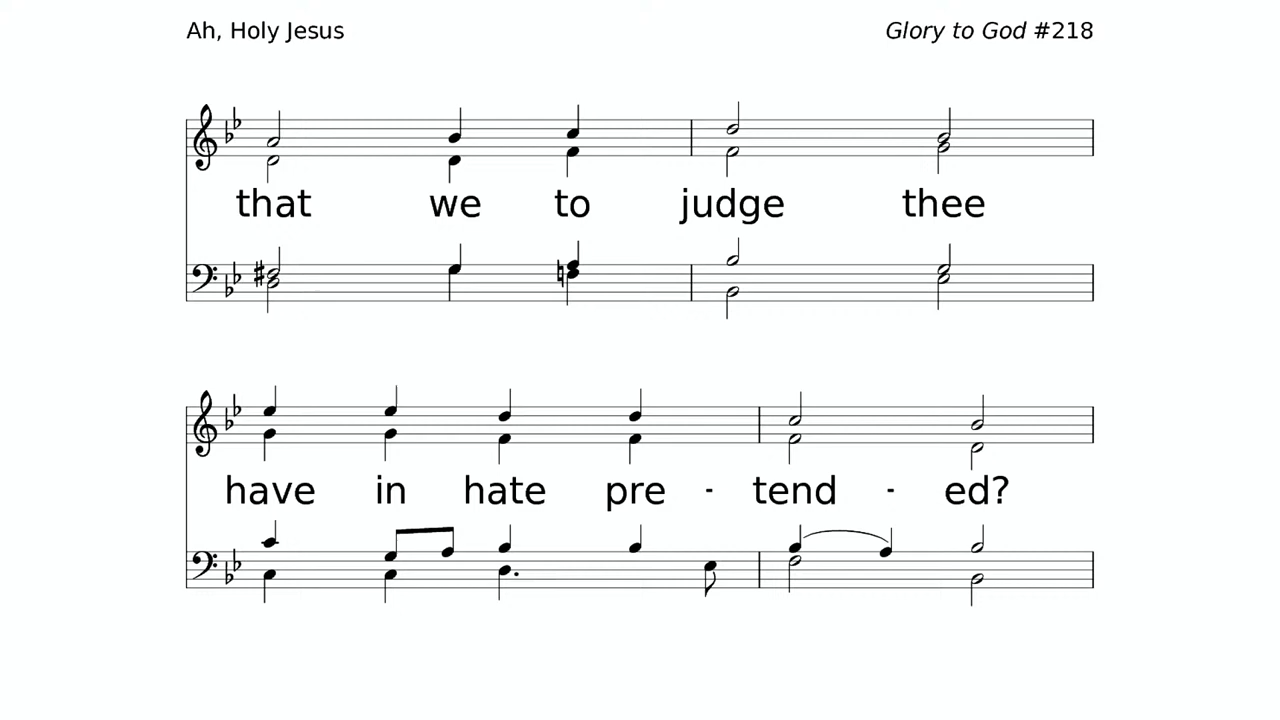 Ah, Holy Jesus
Glory to God #218
that we to judge thee
have in hate pre - tend - ed?